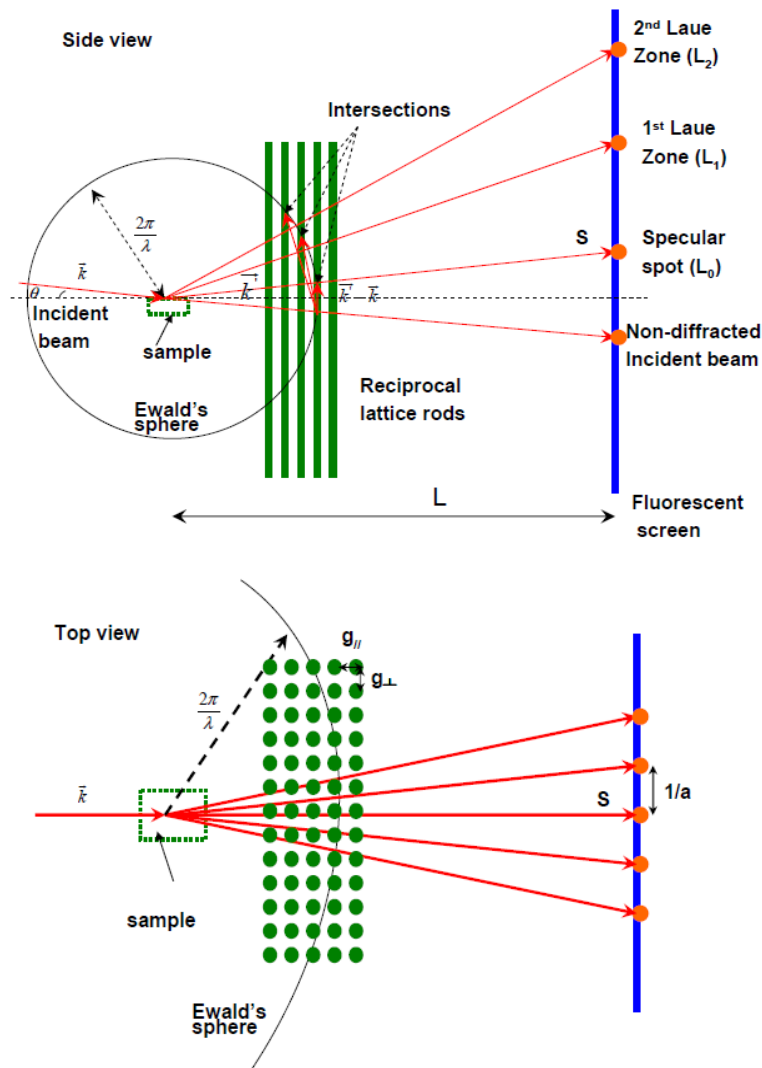 Side view
2nd Laue
Zone (L2)
Intersections
1st Laue
Zone (L1)
2π/λ
S
Specular
spot (L0)
k⃗
θ
k⃗'
k⃗' − k⃗
Incident
beam
sample
Non-diffracted
Incident beam
Ewald's
sphere
Reciprocal
lattice rods
L
Fluorescent
screen
Top view
g//
g⊥
2π/λ
k⃗
S
1/a
sample
Ewald's
sphere